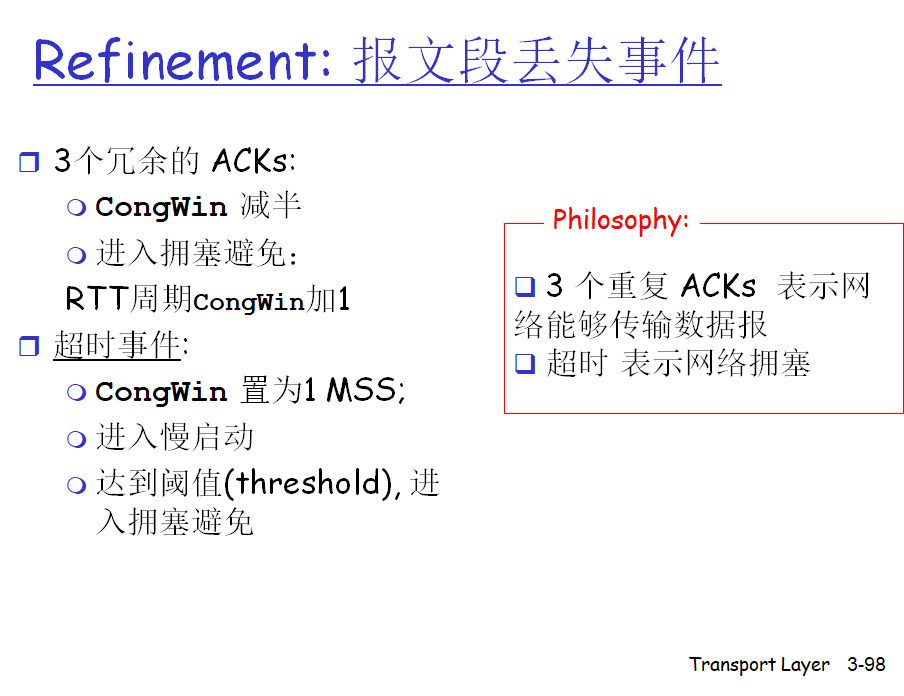 Refinement: 报文段丢失事件
3个冗余的 ACKs:
CongWin 减半
进入拥塞避免:
RTT周期CongWin加1
超时事件:
CongWin 置为1 MSS;
进入慢启动
达到阈值(threshold), 进
入拥塞避免
Philosophy:
3 个重复 ACKs 表示网
络能够传输数据报
超时 表示网络拥塞
Transport Layer 3-98